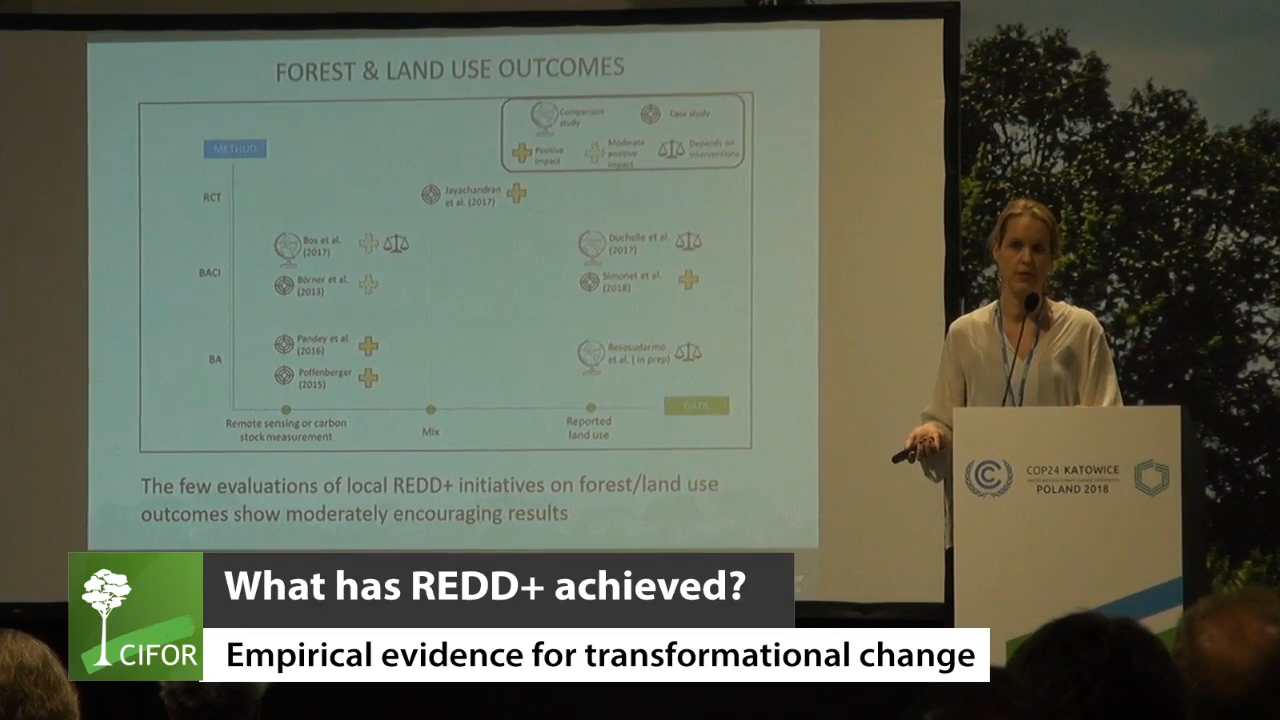 FOREST & LAND USE OUTCOMES
Comparison
study
Case study
Positive
impact
Moderate
positive
impact
Depends on
interventions
METHOD
RCT
Jayachandran
et al. (2017)
BACI
Bos et al.
(2017)
Duchelle et al.
(2017)
Börner et al.
(2013)
Simonet et al.
(2018)
BA
Pandey et al.
(2016)
Poffenberger
(2015)
Resosudarmo
et al. ( in prep)
DATA
Remote sensing or carbon
stock measurement
Mix
Reported
land use
The few evaluations of local REDD+ initiatives on forest/land use
outcomes show moderately encouraging results
COP24·KATOWICE
POLAND 2018
CIFOR
What has REDD+ achieved?
Empirical evidence for transformational change